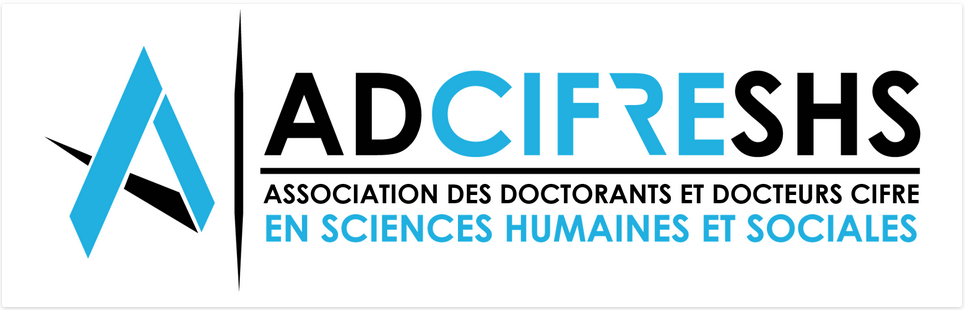 ADCIFRESHS
ASSOCIATION DES DOCTORANTS ET DOCTEURS CIFRE
EN SCIENCES HUMAINES ET SOCIALES